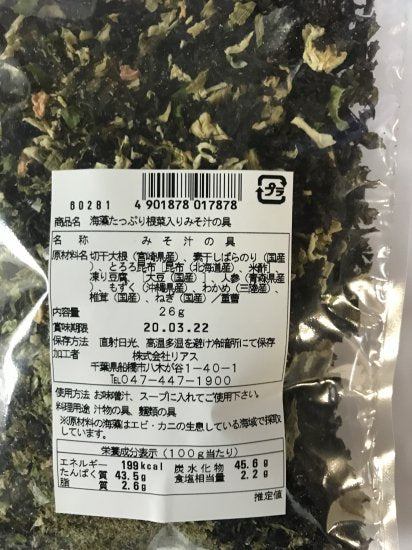 60281
4 901878 017878
プラ
商品名 海藻たっぷり根菜入りみそ汁の具
名称 みそ汁の具
原材料名 切干大根(宮崎県産)、素干しばらのり(国産
)、とろろ昆布[昆布(北海道産)、米酢]
、凍り豆腐[大豆(国産)]、人参(青森県産
)、もずく(沖縄県産)、わかめ(三陸産)、
椎茸(国産)、ねぎ(国産)/重曹
内容量 26g
賞味期限 20.03.22
保存方法 直射日光、高温多湿を避け冷暗所にて保存
加工者 株式会社リアス
千葉県船橋市八木が谷1-40-1
TEL047-447-1900
使用方法 お味噌汁、スープに入れてご使用下さい。
料理用途 汁物の具、麺類の具
※原材料の海藻はエビ・カニの生息している海域で採取
しています。
栄養成分表示(100g当たり)
エネルギー 199kcal 炭水化物 45.6g
たんぱく質 43.5g 食塩相当量 2.2g
脂質 2.6g
推定値